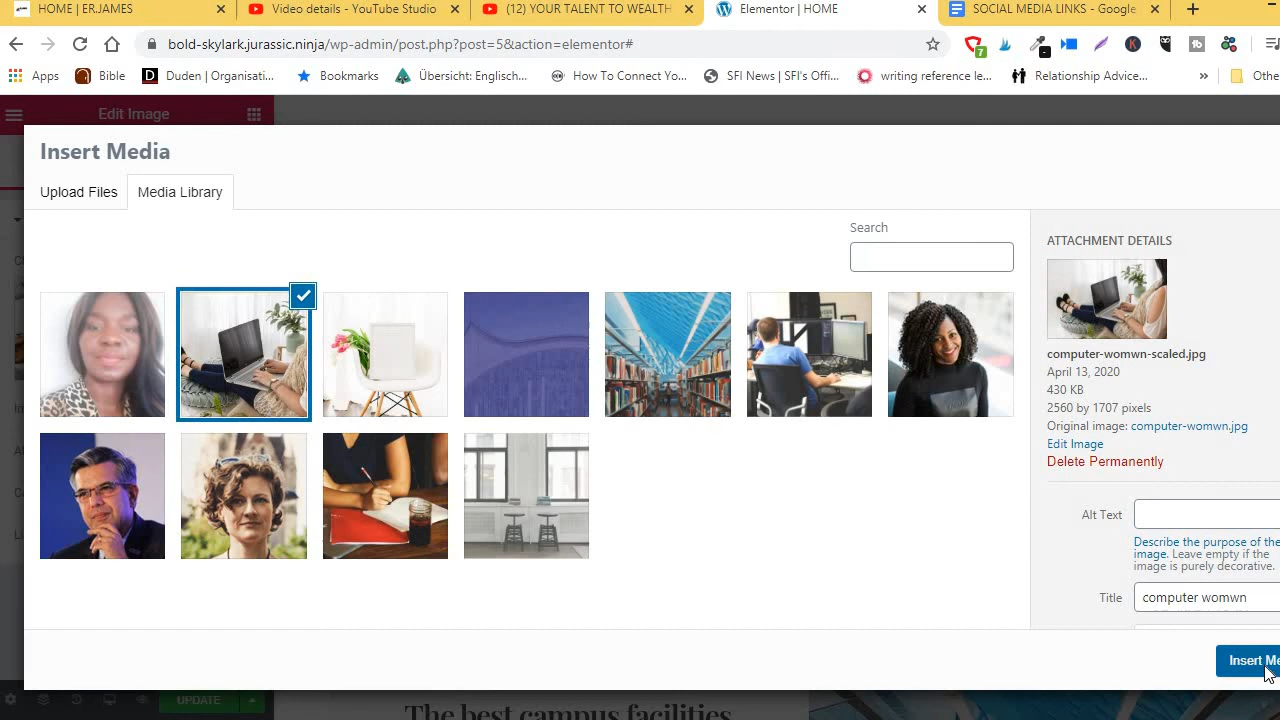 HOME | ERJAMES
Video details - YouTube Studio
(12) YOUR TALENT TO WEALTH
Elementor | HOME
SOCIAL MEDIA LINKS - Google
bold-skylark.jurassic.ninja/wp-admin/post.php?post=5&action=elementor#
7
K
tb
Apps
Bible
D
Duden | Organisati...
Bookmarks
Übersicht: Englisch...
How To Connect Yo...
SFI News | SFI's Offi...
writing reference le...
Relationship Advice...
»
Othe
Edit Image
Insert Media
Upload Files
Media Library
Search
ATTACHMENT DETAILS
computer-womwn-scaled.jpg
April 13, 2020
430 KB
2560 by 1707 pixels
Original image: computer-womwn.jpg
Edit Image
Delete Permanently
Alt Text
Describe the purpose of the
image. Leave empty if the
image is purely decorative.
Title
computer womwn
Insert Me
UPDATE
The best campus facilities